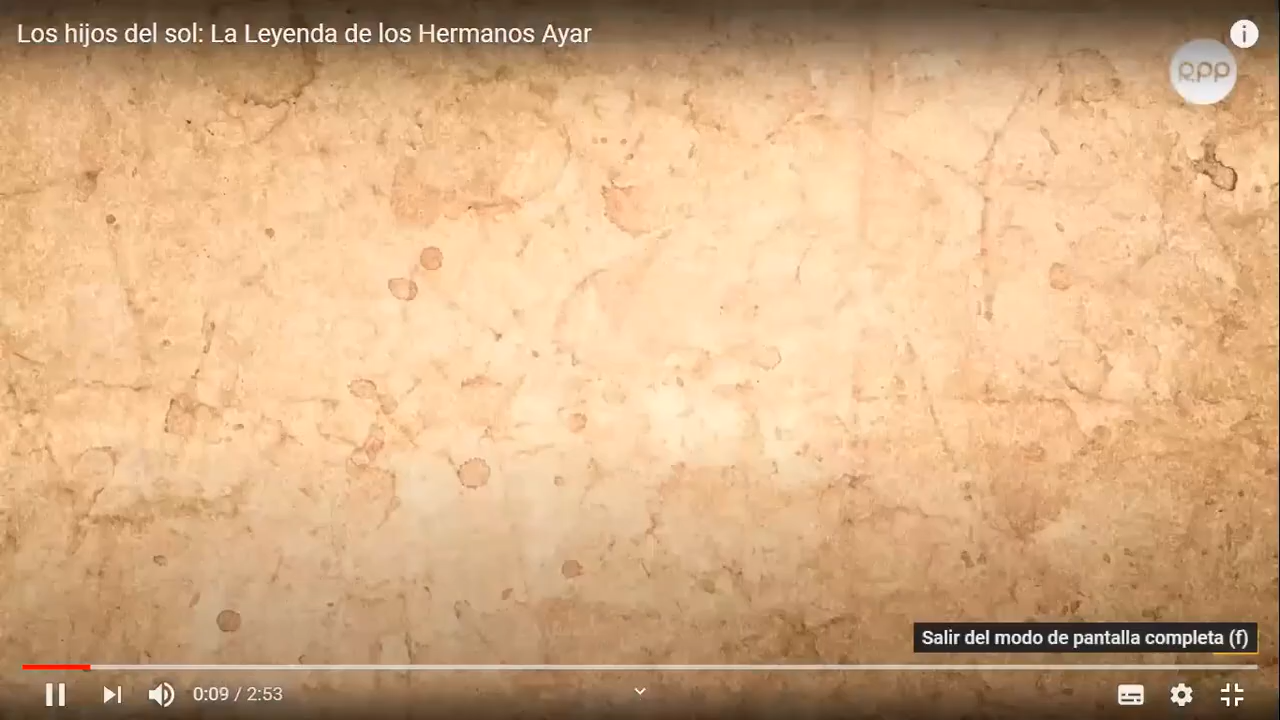 Los hijos del sol: La Leyenda de los Hermanos Ayar
i
RPP
Salir del modo de pantalla completa (f)
0:09 / 2:53